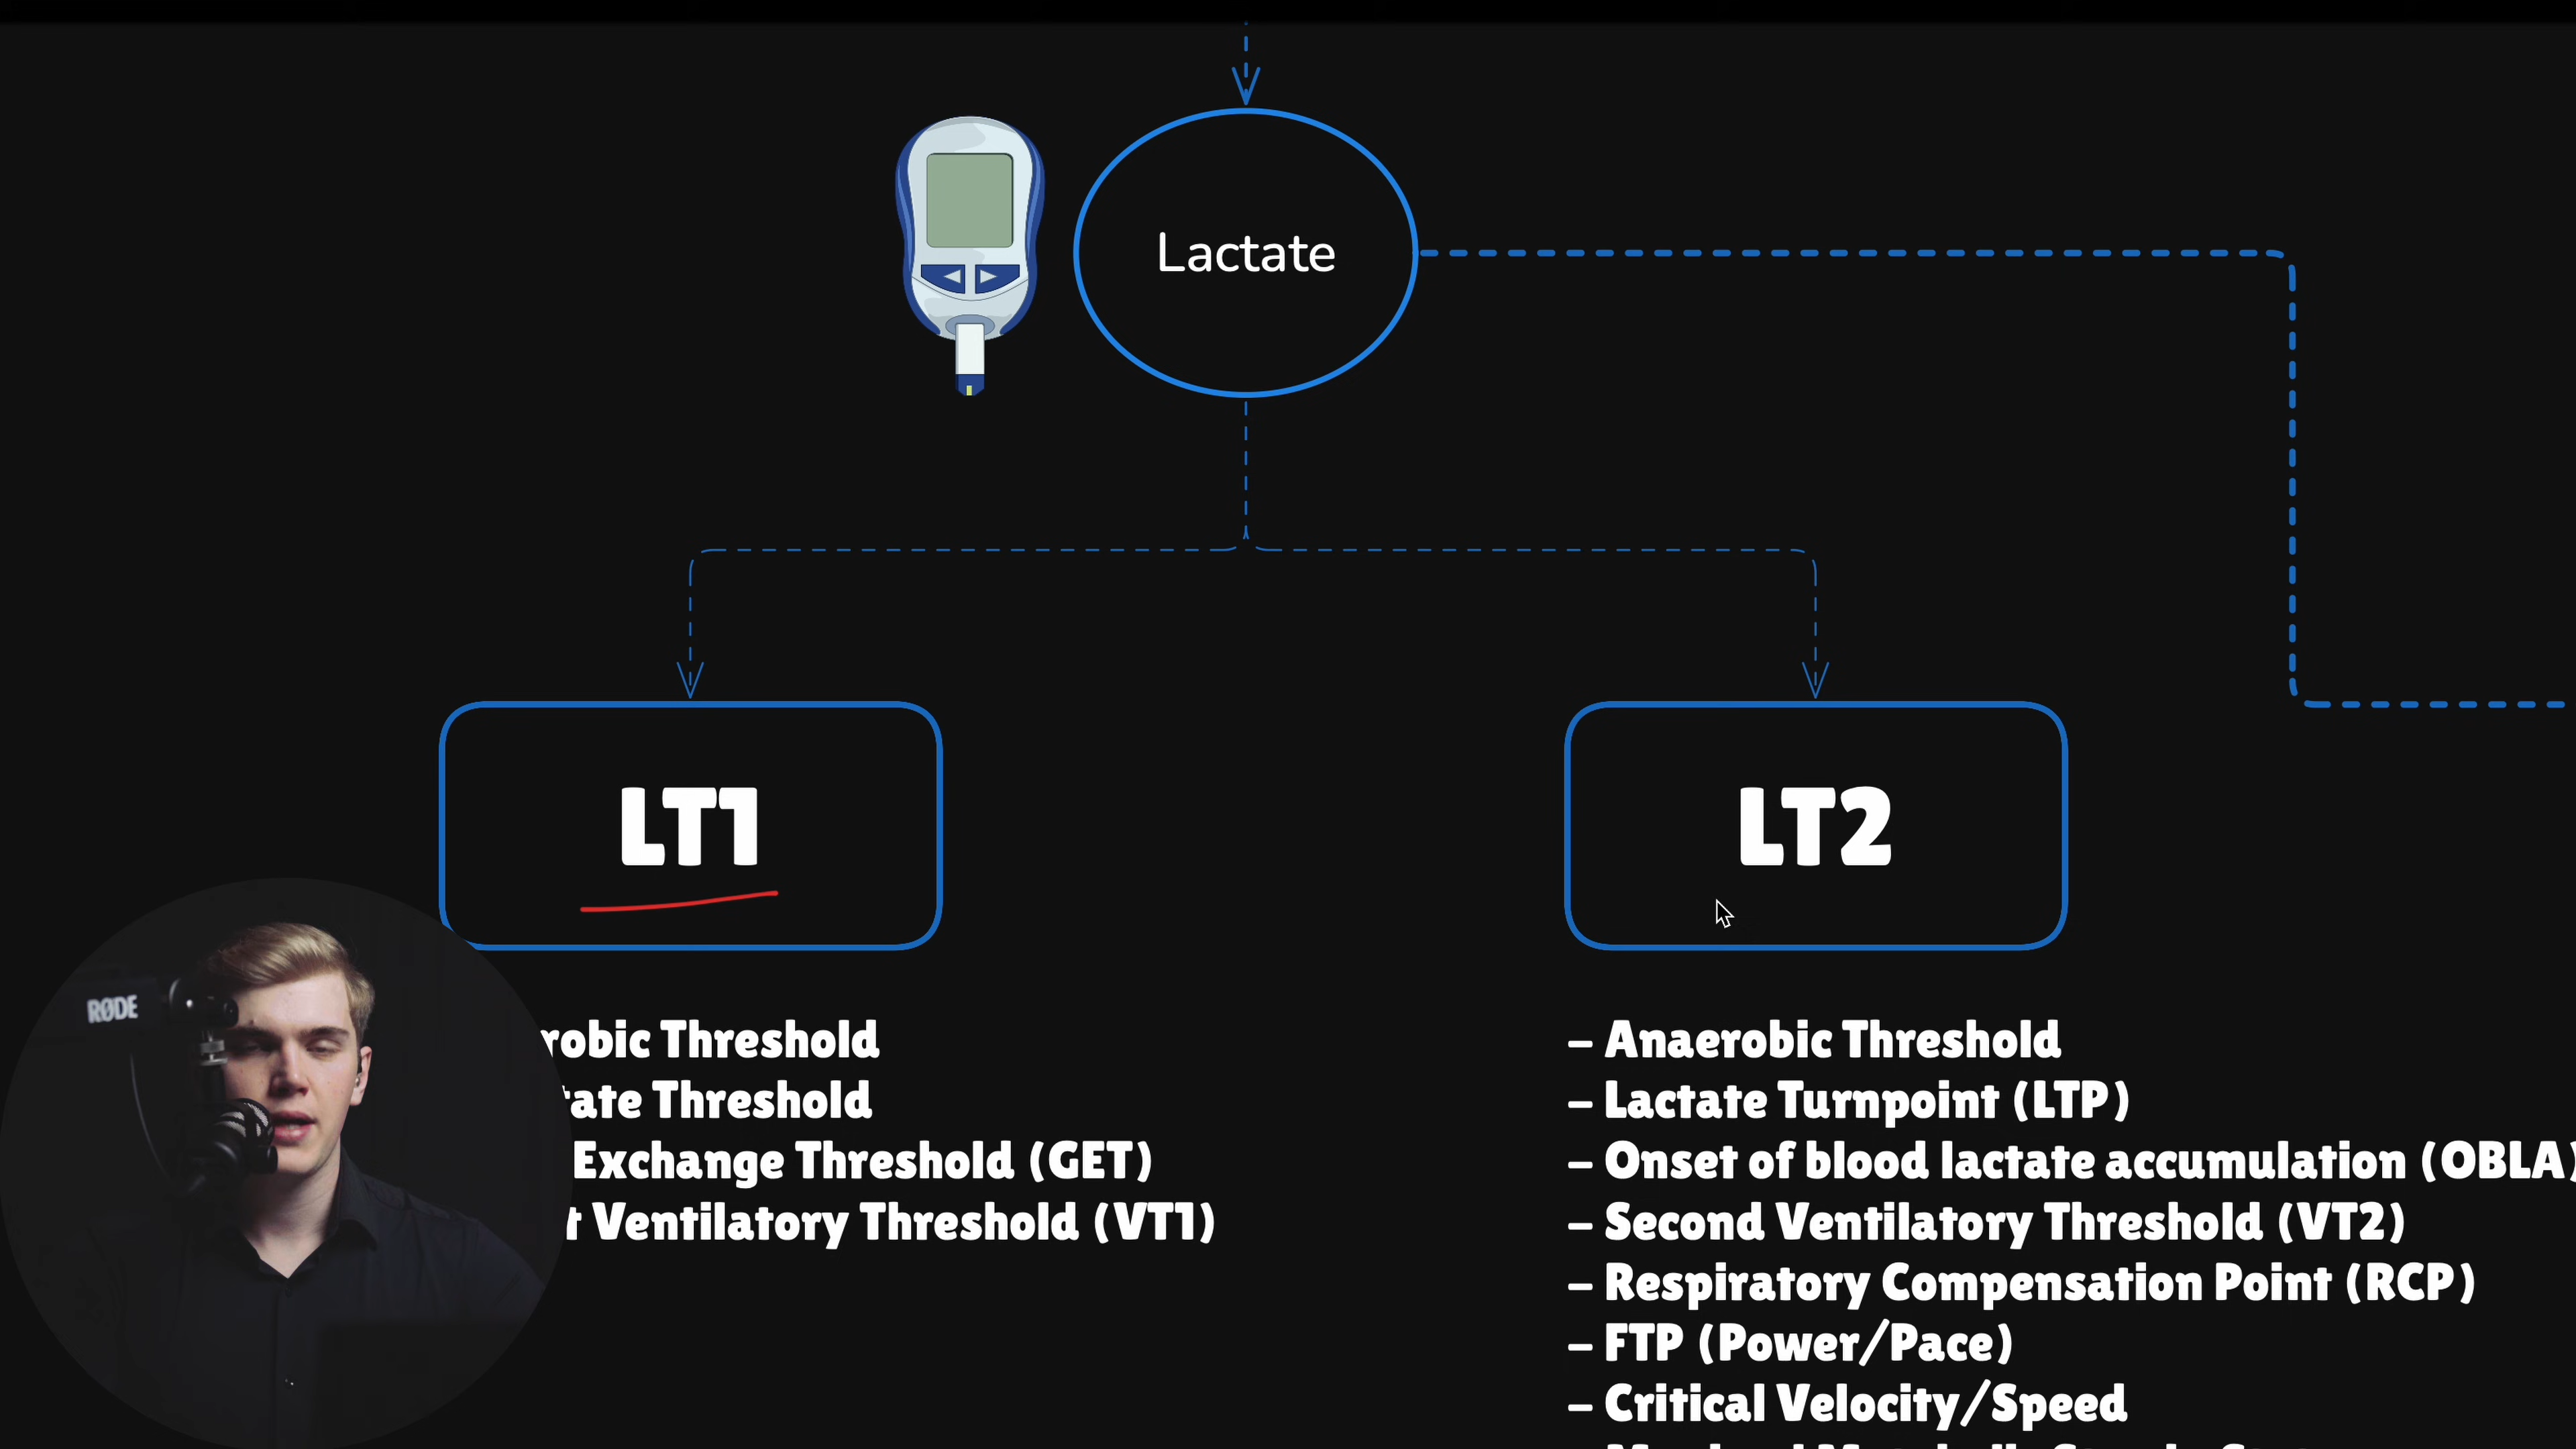 Lactate
LT1
LT2
RØDE
robic Threshold
tate Threshold
Exchange Threshold (GET)
t Ventilatory Threshold (VT1)
– Anaerobic Threshold
– Lactate Turnpoint (LTP)
– Onset of blood lactate accumulation (OBLA)
– Second Ventilatory Threshold (VT2)
– Respiratory Compensation Point (RCP)
– FTP (Power/Pace)
– Critical Velocity/Speed